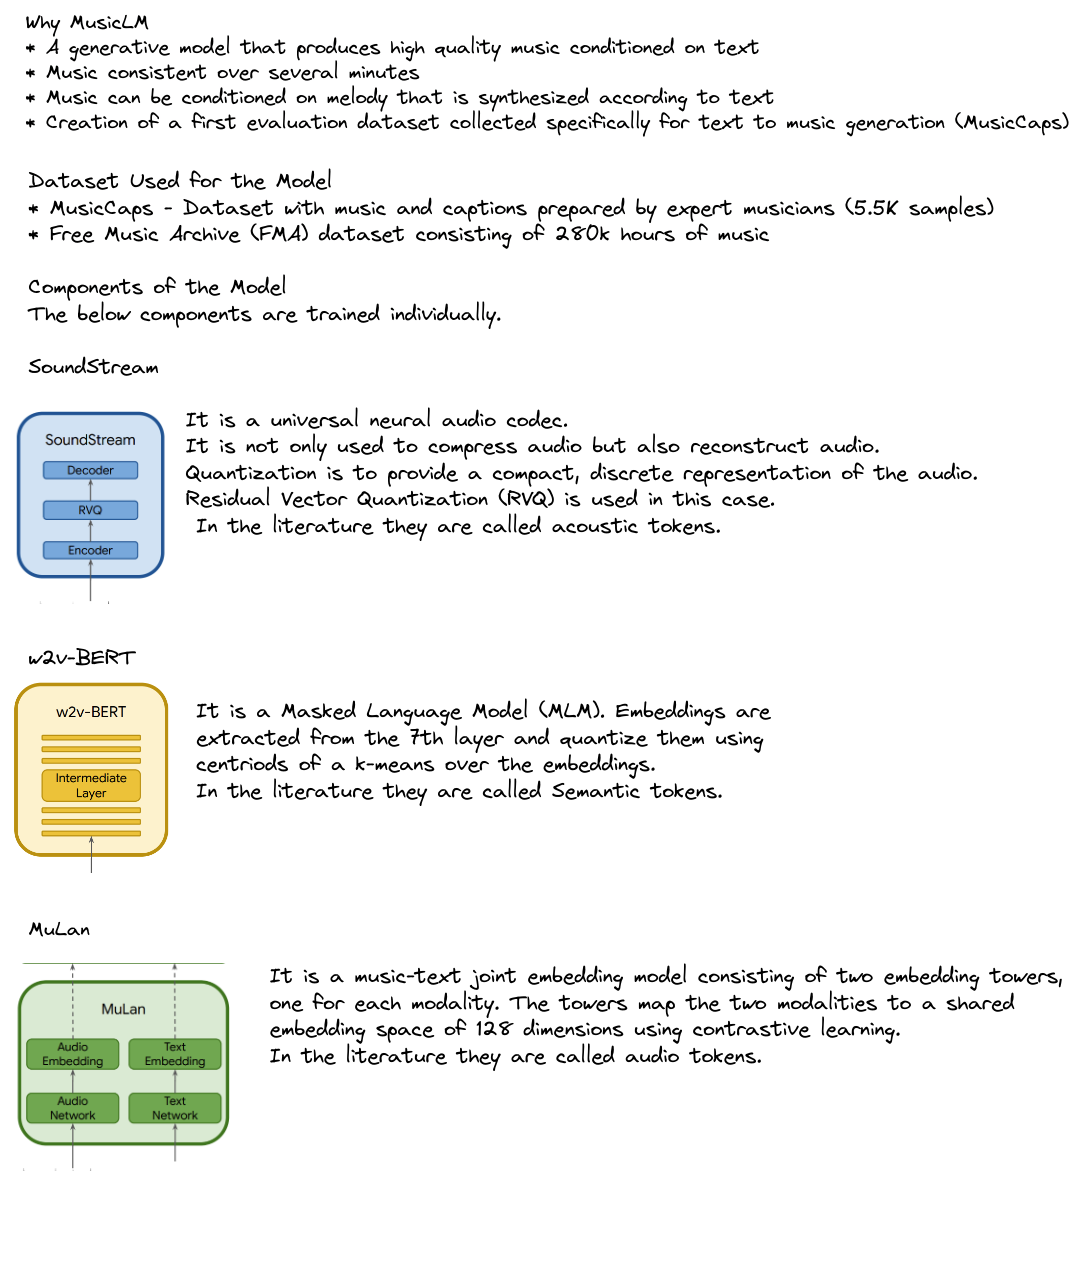 Why MusicLM
* A generative model that produces high quality music conditioned on text
* Music consistent over several minutes
* Music can be conditioned on melody that is synthesized according to text
* Creation of a first evaluation dataset collected specifically for text to music generation (MusicCaps)
Dataset Used for the Model
* MusicCaps - Dataset with music and captions prepared by expert musicians (5.5K samples)
* Free Music Archive (FMA) dataset consisting of 280k hours of music
Components of the Model
The below components are trained individually.
SoundStream
SoundStream
Decoder
RVQ
Encoder
It is a universal neural audio codec.
It is not only used to compress audio but also reconstruct audio.
Quantization is to provide a compact, discrete representation of the audio.
Residual Vector Quantization (RVQ) is used in this case.
In the literature they are called acoustic tokens.
w2v-BERT
w2v-BERT
Intermediate
Layer
It is a Masked Language Model (MLM). Embeddings are
extracted from the 7th layer and quantize them using
centriods of a k-means over the embeddings.
In the literature they are called Semantic tokens.
MuLan
MuLan
Audio
Embedding
Text
Embedding
Audio
Network
Text
Network
It is a music-text joint embedding model consisting of two embedding towers,
one for each modality. The towers map the two modalities to a shared
embedding space of 128 dimensions using contrastive learning.
In the literature they are called audio tokens.